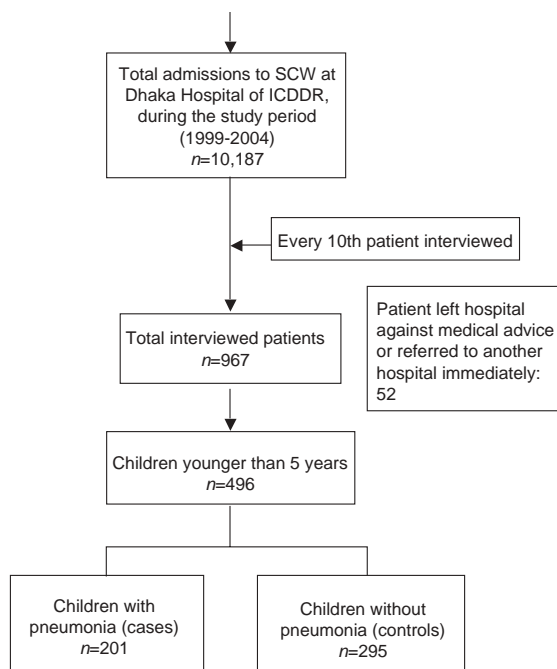 Total admissions to SCW at
Dhaka Hospital of ICDDR,
during the study period
(1999-2004)
n=10,187
Every 10th patient interviewed
Patient left hospital
against medical advice
or referred to another
hospital immediately:
52
Total interviewed patients
n=967
Children younger than 5 years
n=496
Children with
pneumonia (cases)
n=201
Children without
pneumonia (controls)
n=295